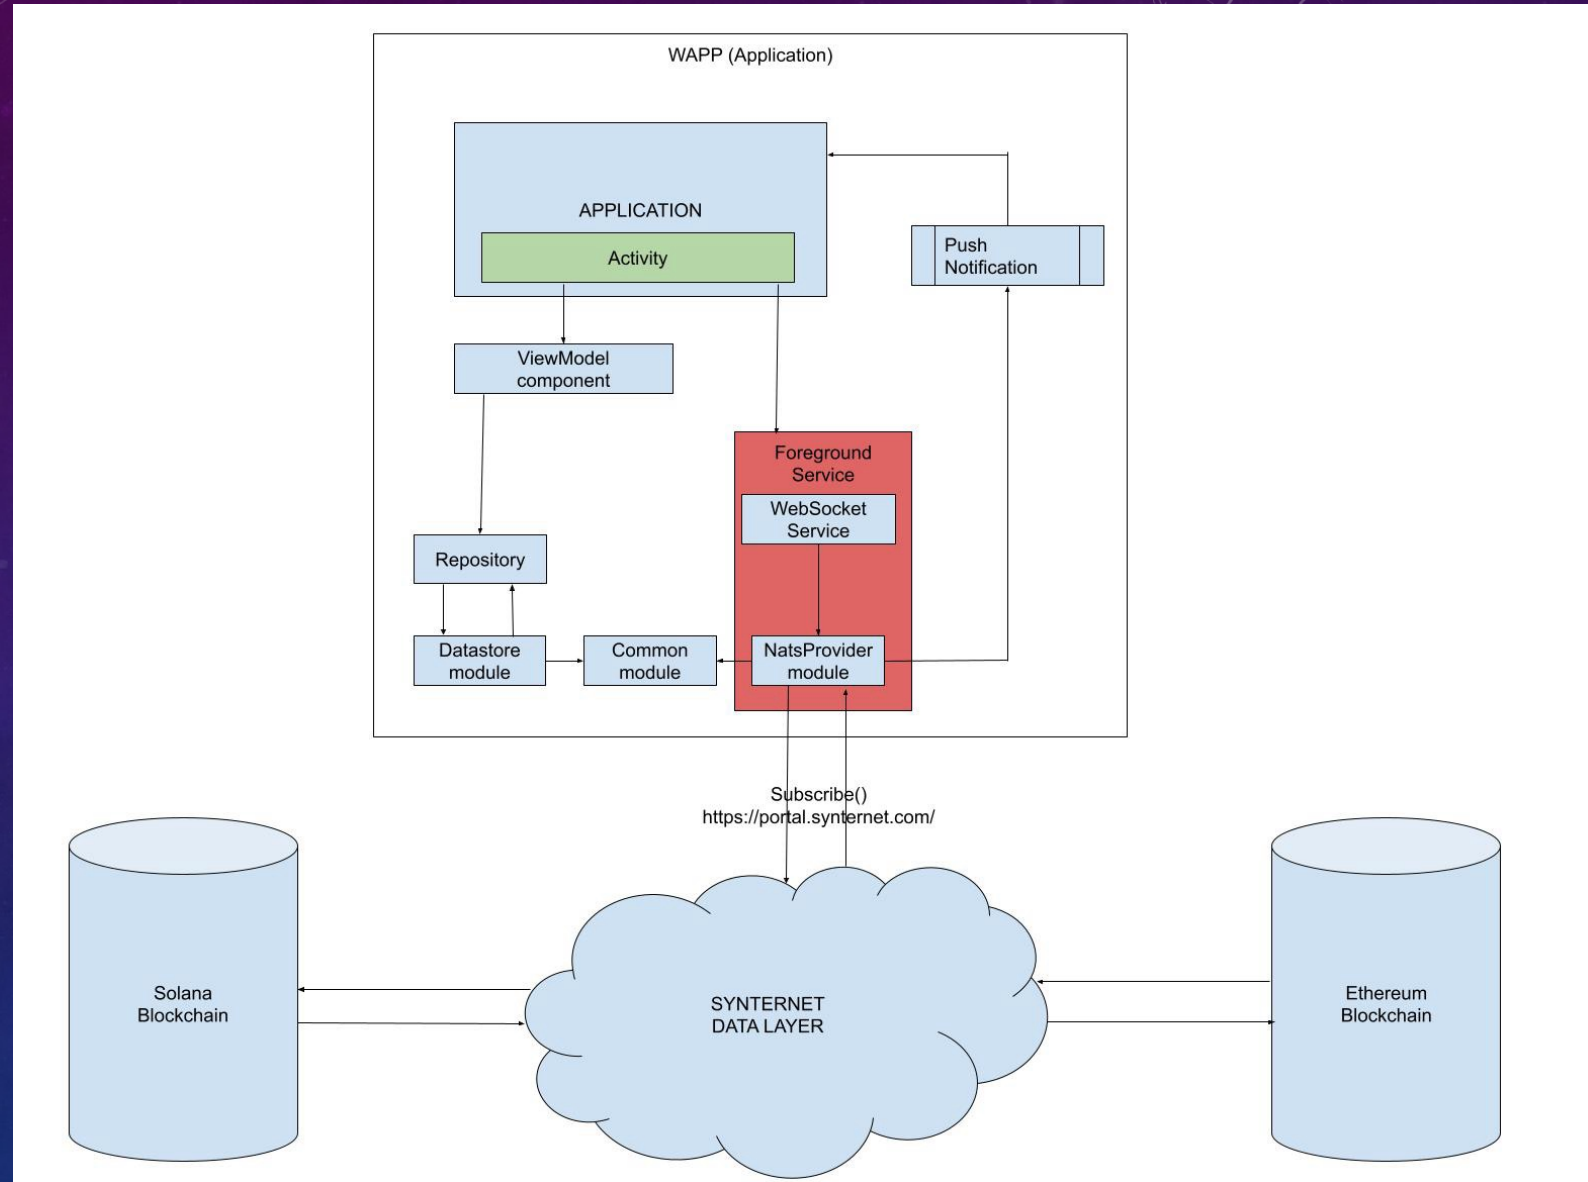 WAPP (Application)
APPLICATION
Activity
Push
Notification
ViewModel
component
Foreground
Service
WebSocket
Service
Repository
Datastore
module
Common
module
NatsProvider
module
Subscribe()
https://portal.synternet.com/
Solana
Blockchain
SYNTERNET
DATA LAYER
Ethereum
Blockchain